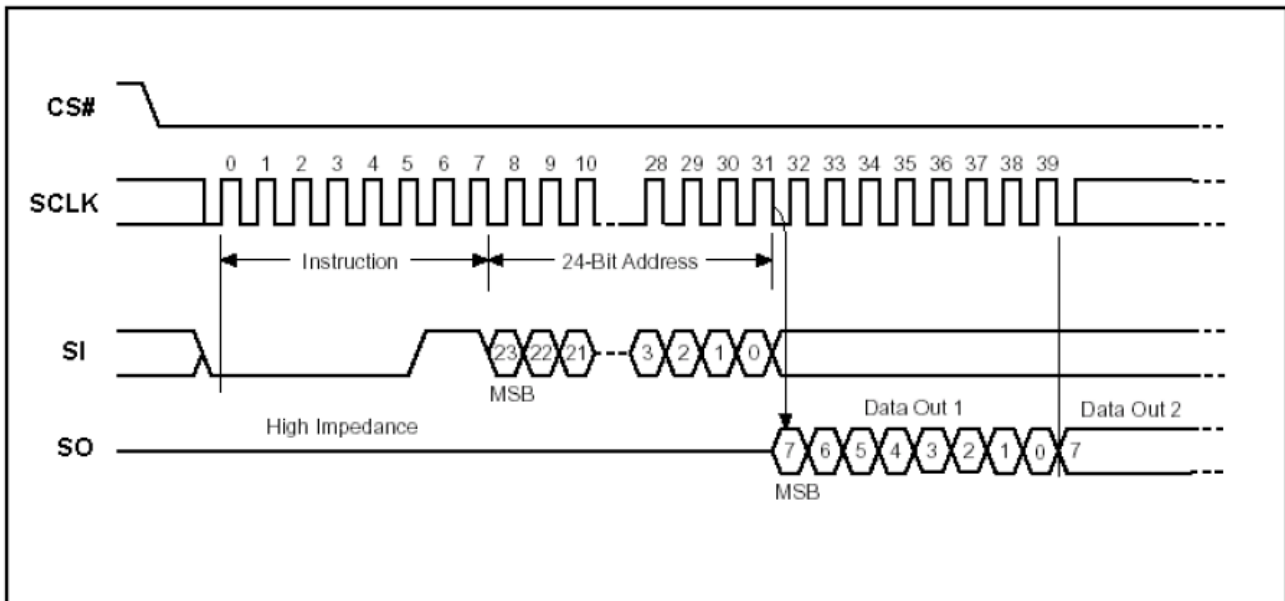 CS#
0 1 2 3 4 5 6 7 8 9 10 28 29 30 31 32 33 34 35 36 37 38 39
SCLK
Instruction 24-Bit Address
SI 23 22 21 3 2 1 0
MSB
High Impedance Data Out 1 Data Out 2
SO 7 6 5 4 3 2 1 0 7
MSB